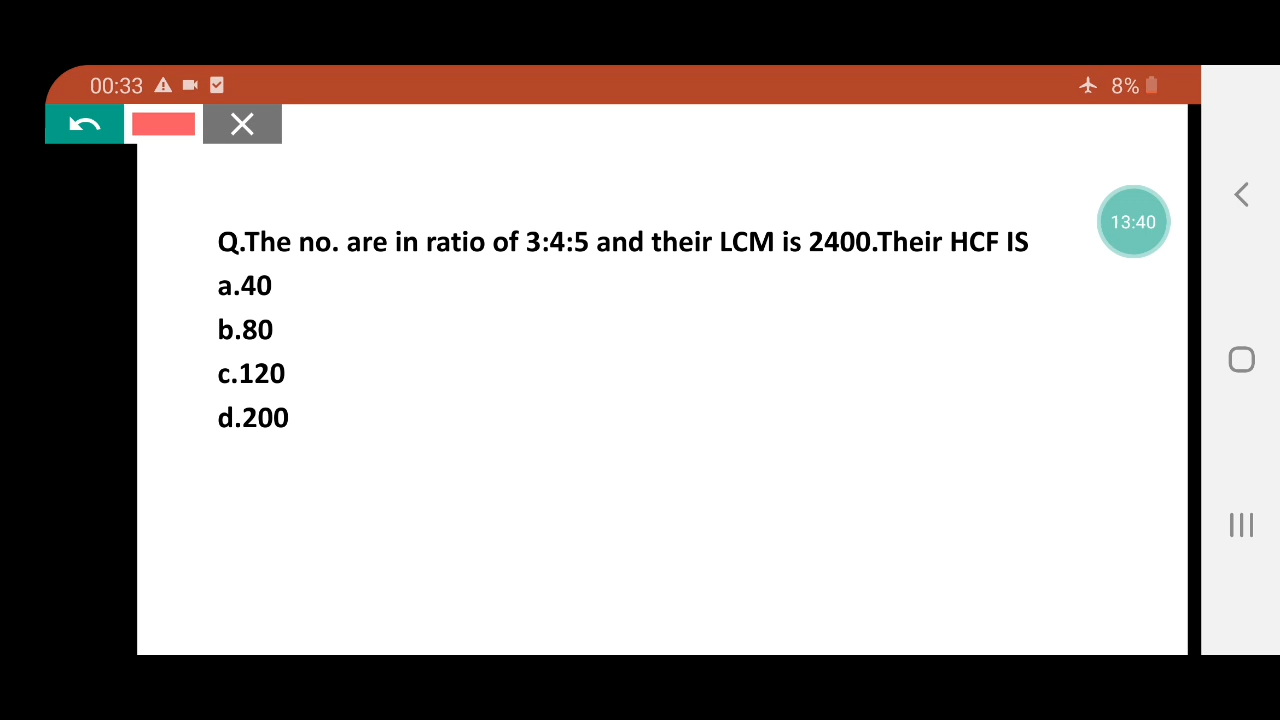 00:33
8%
13:40
Q.The no. are in ratio of 3:4:5 and their LCM is 2400.Their HCF IS
a.40
b.80
c.120
d.200